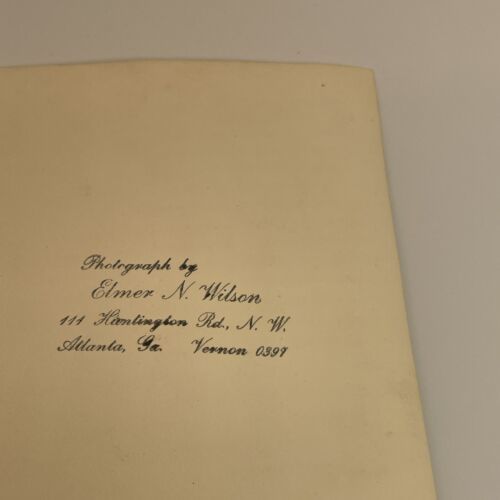 Photograph by
Elmer N. Wilson
111 Huntington Rd., N. W.
Atlanta, Ga. Vernon 0397